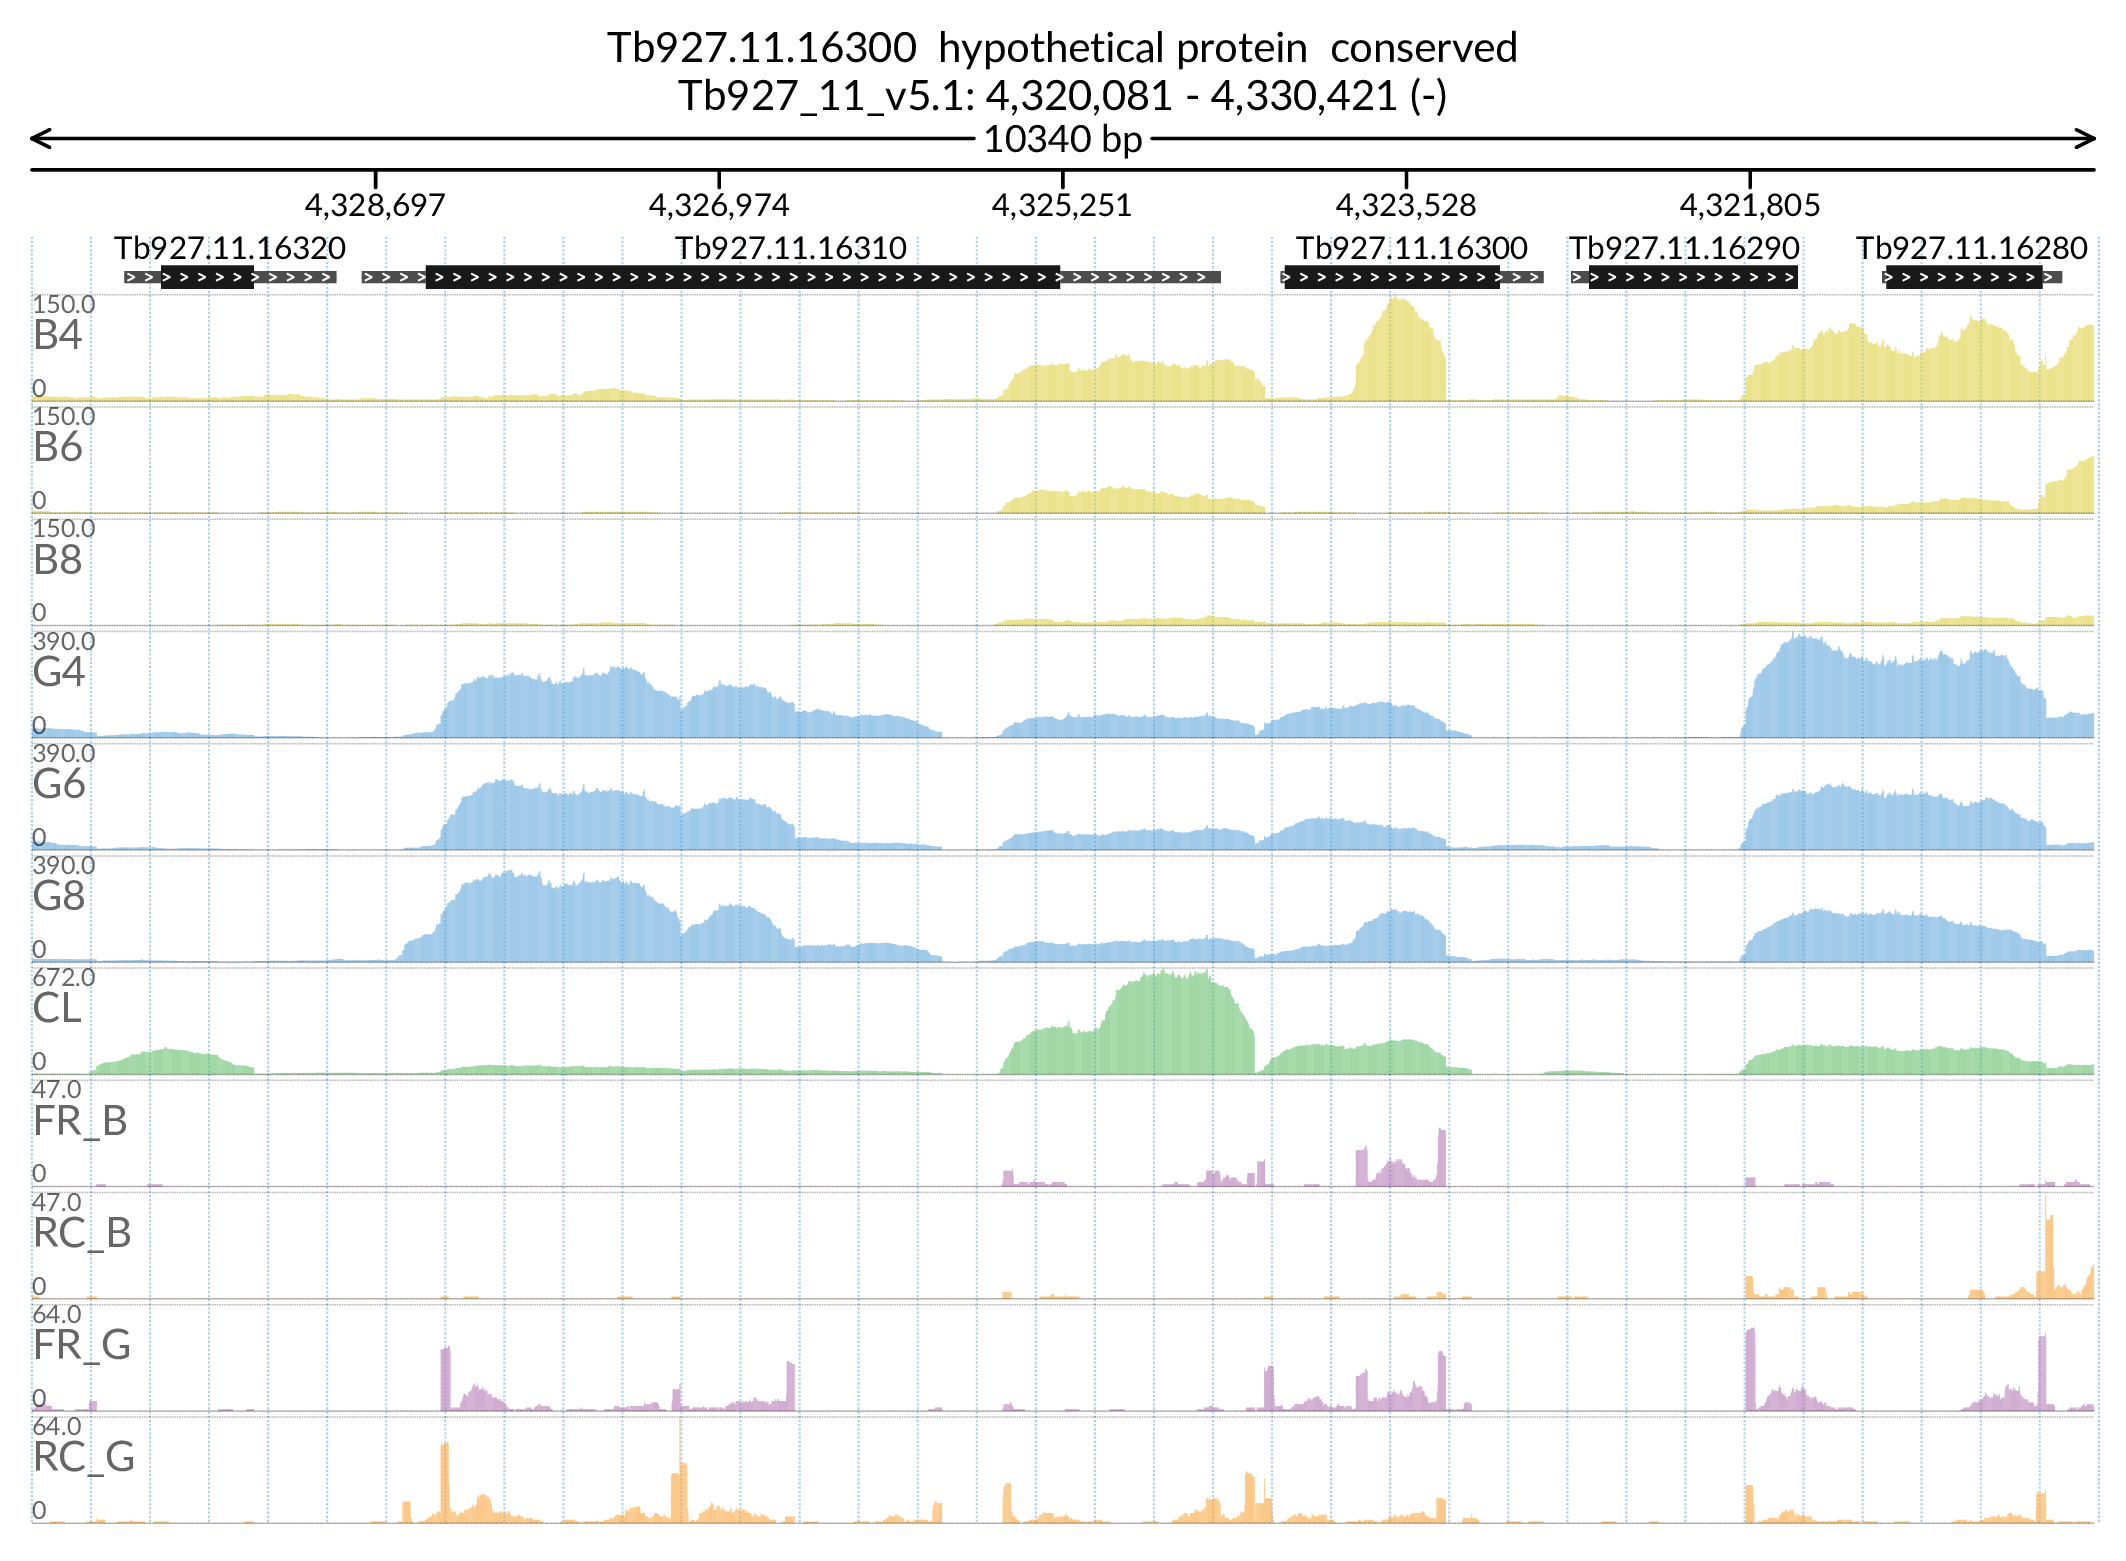 Tb927.11.16300 hypothetical protein conserved
Tb927_11_v5.1: 4,320,081 - 4,330,421 (-)
10340 bp
4,328,697 4,326,974 4,325,251 4,323,528 4,321,805
Tb927.11.16320 Tb927.11.16310 Tb927.11.16300 Tb927.11.16290 Tb927.11.16280
150.0
B4
0
150.0
B6
0
150.0
B8
0
390.0
G4
0
390.0
G6
0
390.0
G8
0
672.0
CL
0
47.0
FR_B
0
47.0
RC_B
0
64.0
FR_G
0
64.0
RC_G
0